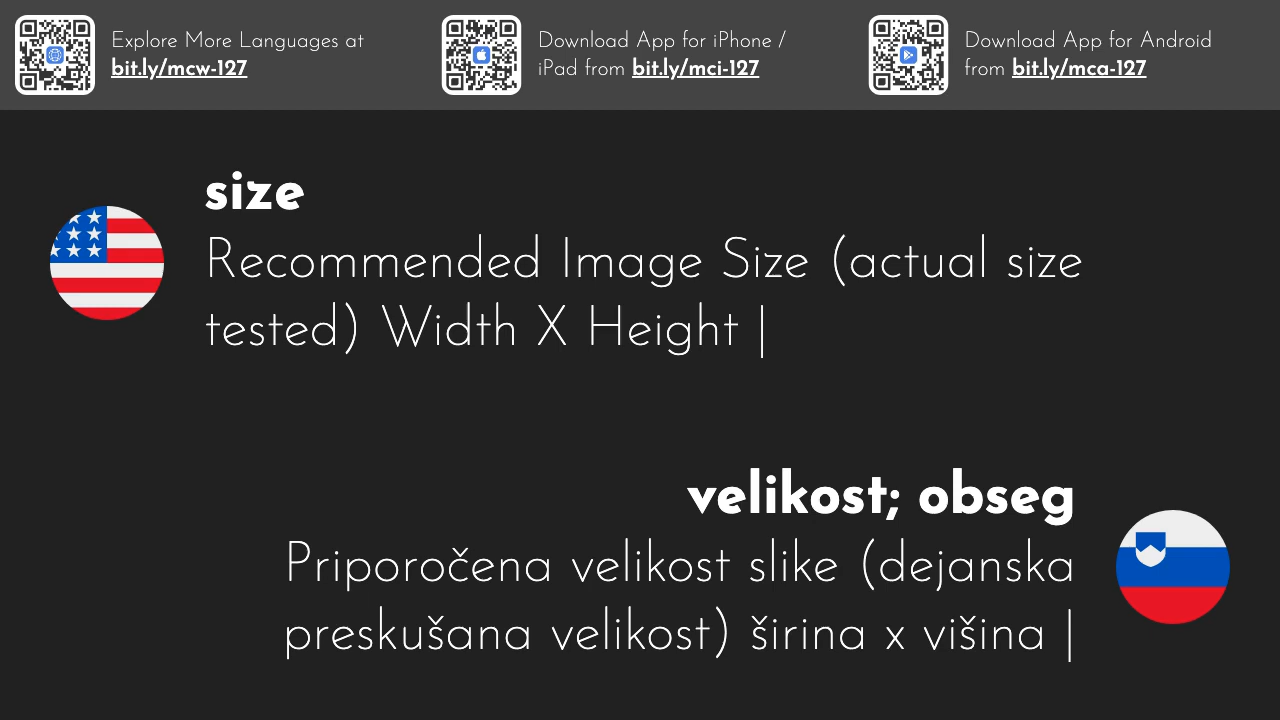 Explore More Languages at
bit.ly/mcw-127
Download App for iPhone /
iPad from bit.ly/mci-127
Download App for Android
from bit.ly/mca-127
size
Recommended Image Size (actual size
tested) Width X Height |
velikost; obseg
Priporočena velikost slike (dejanska
preskušana velikost) širina x višina |